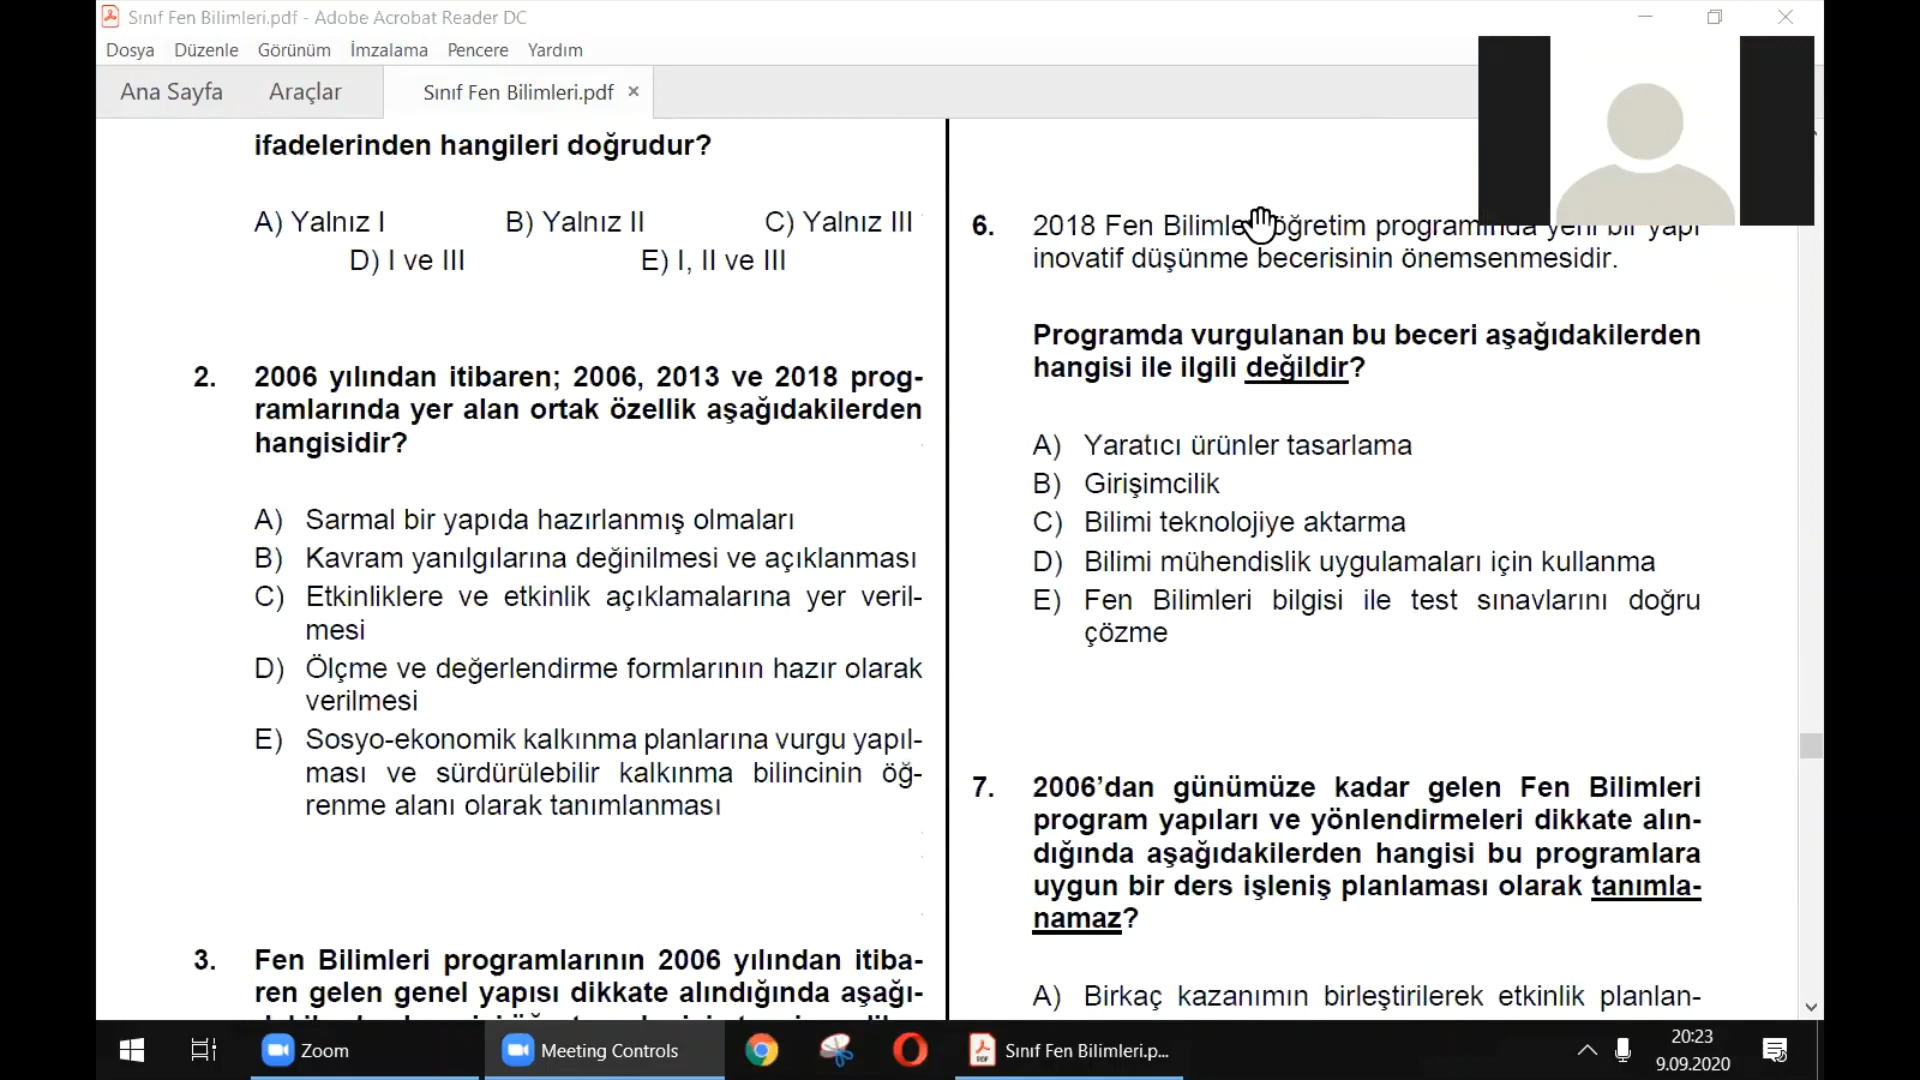 Sınıf Fen Bilimleri.pdf - Adobe Acrobat Reader DC
Dosya Düzenle Görünüm İmzalama Pencere Yardım
Ana Sayfa Araçlar Sınıf Fen Bilimleri.pdf ×
ifadelerinden hangileri doğrudur?
A) Yalnız I B) Yalnız II C) Yalnız III
D) I ve III E) I, II ve III
2. 2006 yılından itibaren; 2006, 2013 ve 2018 prog-
ramlarında yer alan ortak özellik aşağıdakilerden
hangisidir?
A) Sarmal bir yapıda hazırlanmış olmaları
B) Kavram yanılgılarına değinilmesi ve açıklanması
C) Etkinliklere ve etkinlik açıklamalarına yer veril-
mesi
D) Ölçme ve değerlendirme formlarının hazır olarak
verilmesi
E) Sosyo-ekonomik kalkınma planlarına vurgu yapıl-
ması ve sürdürülebilir kalkınma bilincinin öğ-
renme alanı olarak tanımlanması
3. Fen Bilimleri programlarının 2006 yılından itiba-
ren gelen genel yapısı dikkate alındığında aşağı-
6. 2018 Fen Bilimle öğretim programında yeni bir yapı
inovatif düşünme becerisinin önemsenmesidir.
Programda vurgulanan bu beceri aşağıdakilerden
hangisi ile ilgili değildir?
A) Yaratıcı ürünler tasarlama
B) Girişimcilik
C) Bilimi teknolojiye aktarma
D) Bilimi mühendislik uygulamaları için kullanma
E) Fen Bilimleri bilgisi ile test sınavlarını doğru
çözme
7. 2006’dan günümüze kadar gelen Fen Bilimleri
program yapıları ve yönlendirmeleri dikkate alın-
dığında aşağıdakilerden hangisi bu programlara
uygun bir ders işleniş planlaması olarak tanımla-
namaz?
A) Birkaç kazanımın birleştirilerek etkinlik planlan-
Zoom Meeting Controls Sınıf Fen Bilimleri.p...
20:23
9.09.2020